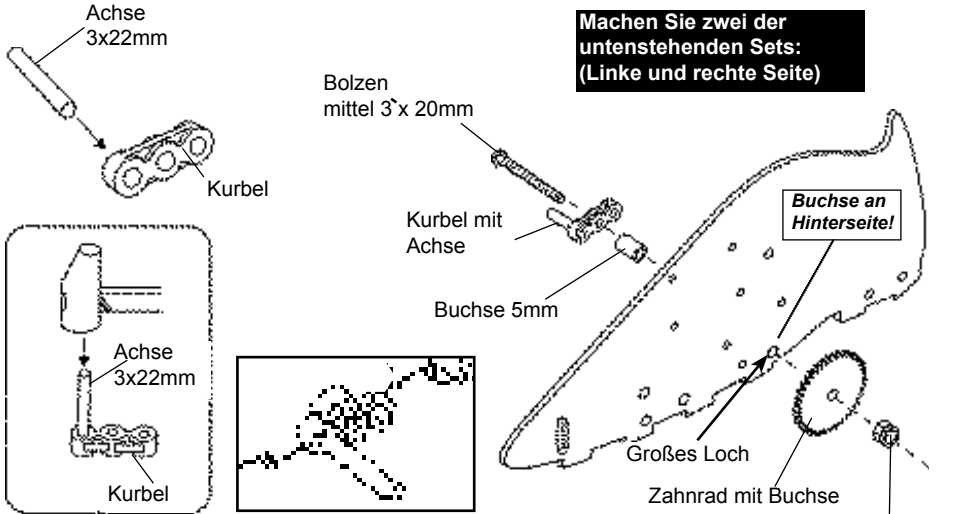 Achse
3x22mm
Kurbel
Machen Sie zwei der
untenstehenden Sets:
(Linke und rechte Seite)
Bolzen
mittel 3 x 20mm
Kurbel mit
Achse
Buchse 5mm
Buchse an
Hinterseite!
Achse
3x22mm
Kurbel
Großes Loch
Zahnrad mit Buchse